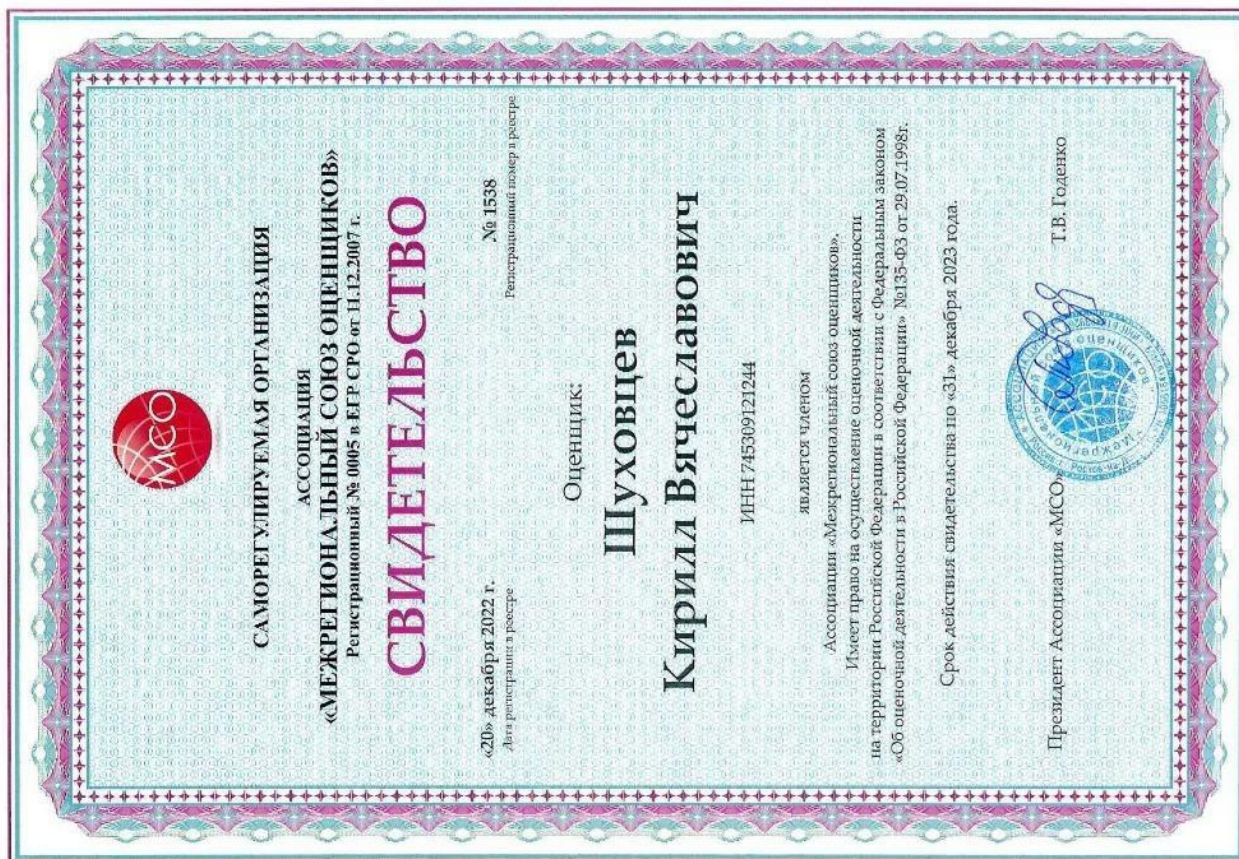 МСО
САМОРЕГУЛИРУЕМАЯ ОРГАНИЗАЦИЯ
АССОЦИАЦИЯ
«МЕЖРЕГИОНАЛЬНЫЙ СОЮЗ ОЦЕНЩИКОВ»
Регистрационный № 0005 в ЕГР СРО от 11.12.2007 г.
СВИДЕТЕЛЬСТВО
«20» декабря 2022 г. № 1538
Дата регистрации в реестре Регистрационный номер в реестре
Оценщик:
Шуховцев
Кирилл Вячеславович
ИНН 745309121244
является членом
Ассоциации «Межрегиональный союз оценщиков».
Имеет право на осуществление оценочной деятельности
на территории Российской Федерации в соответствии с Федеральным законом
«Об оценочной деятельности в Российской Федерации» №135-ФЗ от 29.07.1998г.
Срок действия свидетельства по «31» декабря 2023 года.
Президент Ассоциации «МСО» Т.В. Годенко